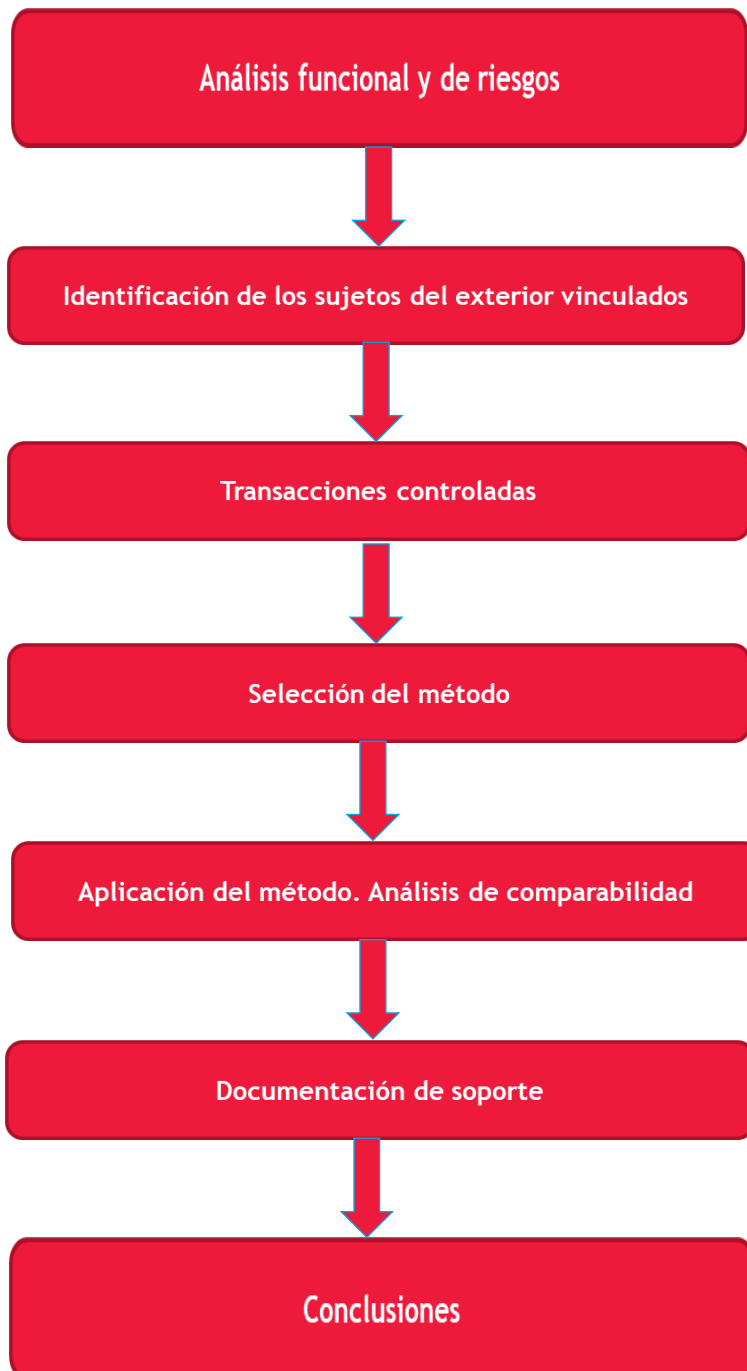 Análisis funcional y de riesgos
Identificación de los sujetos del exterior vinculados
Transacciones controladas
Selección del método
Aplicación del método. Análisis de comparabilidad
Documentación de soporte
Conclusiones